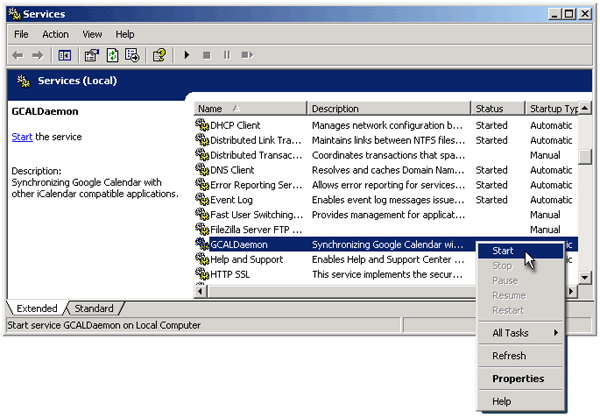 Services
File Action View Help
Services (Local)
GCALDaemon
Start the service
Description:
Synchronizing Google Calendar with
other iCalendar compatible applications.
Name Description Status Startup Typ
DHCP Client Manages network configuration b... Started Automatic
Distributed Link Tra... Maintains links between NTFS files... Started Automatic
Distributed Transac... Coordinates transactions that spa... Manual
DNS Client Resolves and caches Domain Nam... Started Automatic
Error Reporting Ser... Allows error reporting for services... Started Automatic
Event Log Enables event log messages issue... Started Automatic
Fast User Switching... Provides management for applicat... Manual
FileZilla Server FTP ... Manual
GCALDaemon Synchronizing Google Calendar wi...
Help and Support Enables Help and Support Center ...
HTTP SSL This service implements the secur...
Start
Stop
Pause
Resume
Restart
All Tasks
Refresh
Properties
Help
Extended Standard
Start service GCALDaemon on Local Computer